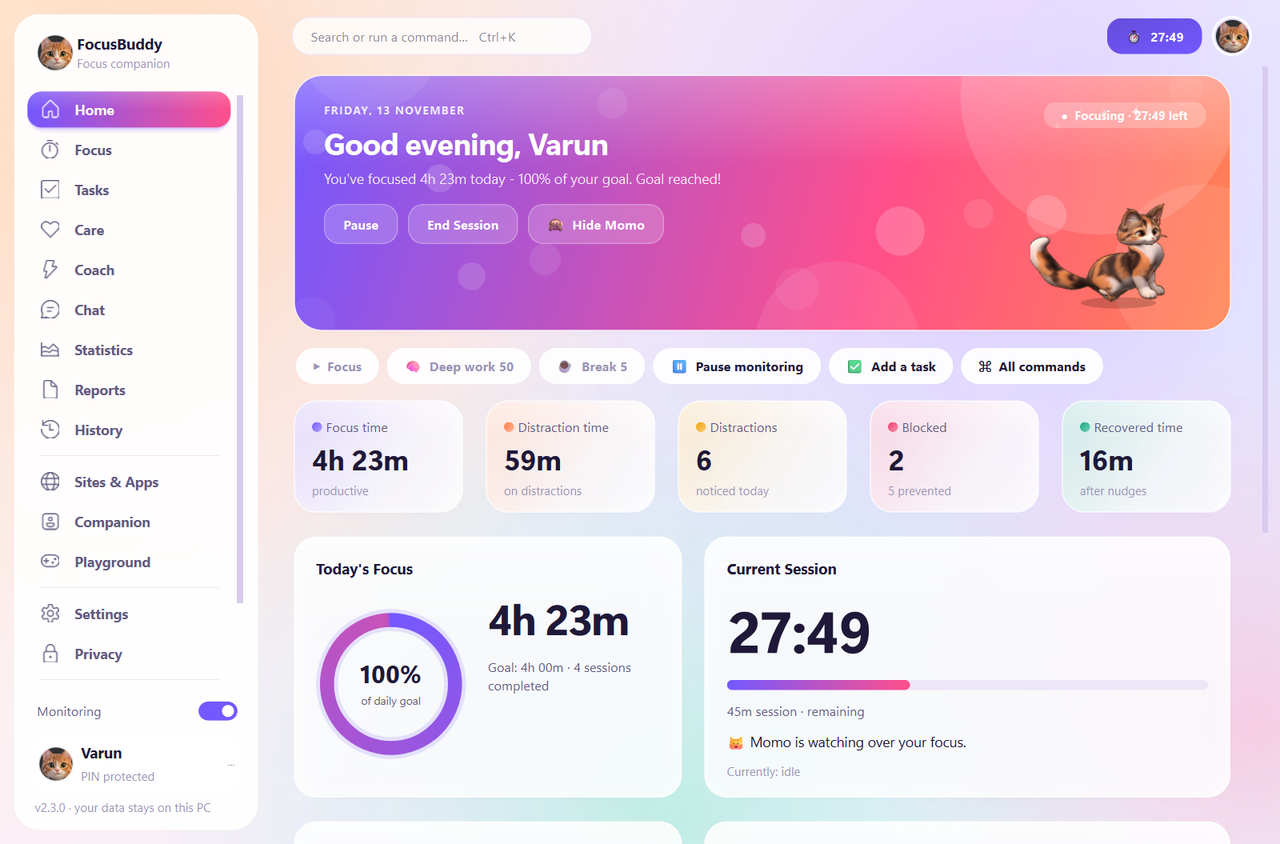 FocusBuddy
Focus companion
Home
Focus
Tasks
Care
Coach
Chat
Statistics
Reports
History
Sites & Apps
Companion
Playground
Settings
Privacy
Monitoring
Varun
PIN protected
...
v2.3.0 · your data stays on this PC
Search or run a command... Ctrl+K
27:49
FRIDAY, 13 NOVEMBER
● Focusing · 27:49 left
Good evening, Varun
You've focused 4h 23m today - 100% of your goal. Goal reached!
Pause
End Session
Hide Momo
Focus
Deep work 50
Break 5
Pause monitoring
Add a task
⌘ All commands
Focus time
4h 23m
productive
Distraction time
59m
on distractions
Distractions
6
noticed today
Blocked
2
5 prevented
Recovered time
16m
after nudges
Today's Focus
100%
of daily goal
4h 23m
Goal: 4h 00m · 4 sessions
completed
Current Session
27:49
45m session · remaining
Momo is watching over your focus.
Currently: idle